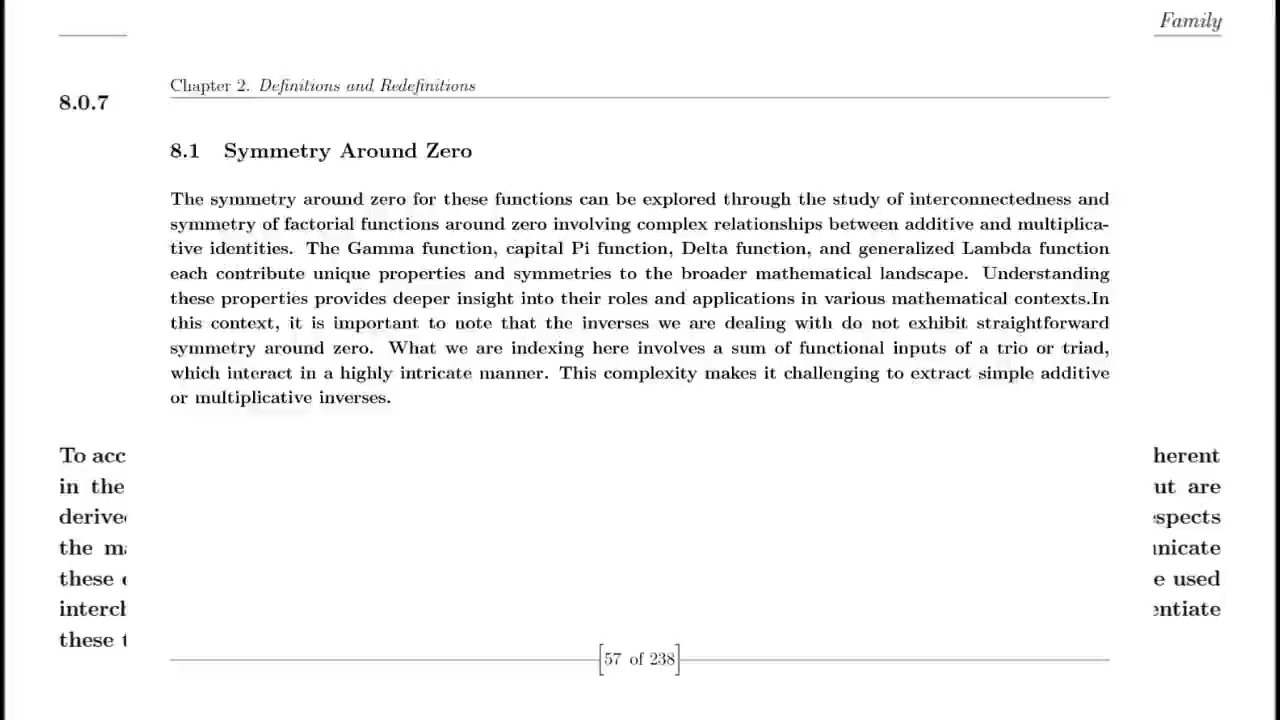 Family
Chapter 2. Definitions and Redefinitions
8.0.7
8.1 Symmetry Around Zero
The symmetry around zero for these functions can be explored through the study of interconnectedness and
symmetry of factorial functions around zero involving complex relationships between additive and multiplica-
tive identities. The Gamma function, capital Pi function, Delta function, and generalized Lambda function
each contribute unique properties and symmetries to the broader mathematical landscape. Understanding
these properties provides deeper insight into their roles and applications in various mathematical contexts.In
this context, it is important to note that the inverses we are dealing with do not exhibit straightforward
symmetry around zero. What we are indexing here involves a sum of functional inputs of a trio or triad,
which interact in a highly intricate manner. This complexity makes it challenging to extract simple additive
or multiplicative inverses.
To acc herent
in the ut are
derive spects
the m nicate
these e used
interch entiate
these t
[57 of 238]